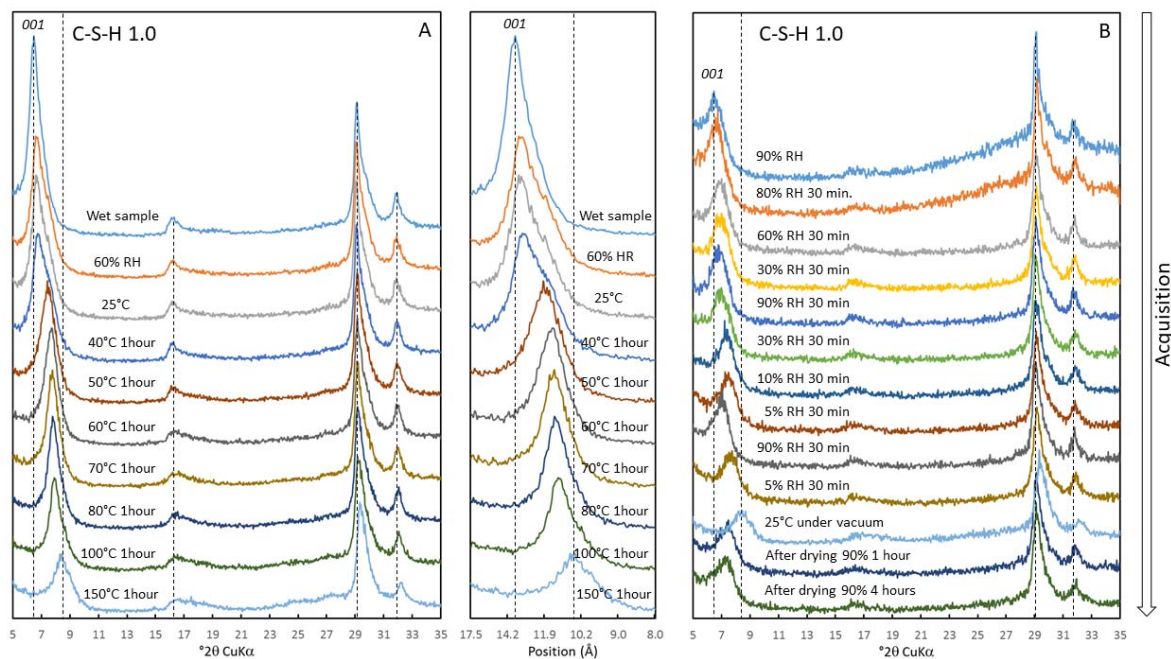 001
C-S-H 1.0
A
Wet sample
60% RH
25°C
40°C 1hour
50°C 1hour
60°C 1hour
70°C 1hour
80°C 1hour
100°C 1hour
150°C 1hour
5 7 9 11 13 15 17 19 21 23 25 27 29 31 33 35
°2θ CuKα
001
Wet sample
60% HR
25°C
40°C 1hour
50°C 1hour
60°C 1hour
70°C 1hour
80°C 1hour
100°C 1hour
150°C 1hour
17.5 14.2 11.9 10.2 9.0 8.0
Position (Å)
C-S-H 1.0
B
001
90% RH
80% RH 30 min.
60% RH 30 min
30% RH 30 min
90% RH 30 min
30% RH 30 min
10% RH 30 min
5% RH 30 min
90% RH 30 min
5% RH 30 min
25°C under vacuum
After drying 90% 1 hour
After drying 90% 4 hours
5 7 9 11 13 15 17 19 21 23 25 27 29 31 33 35
°2θ CuKα
Acquisition